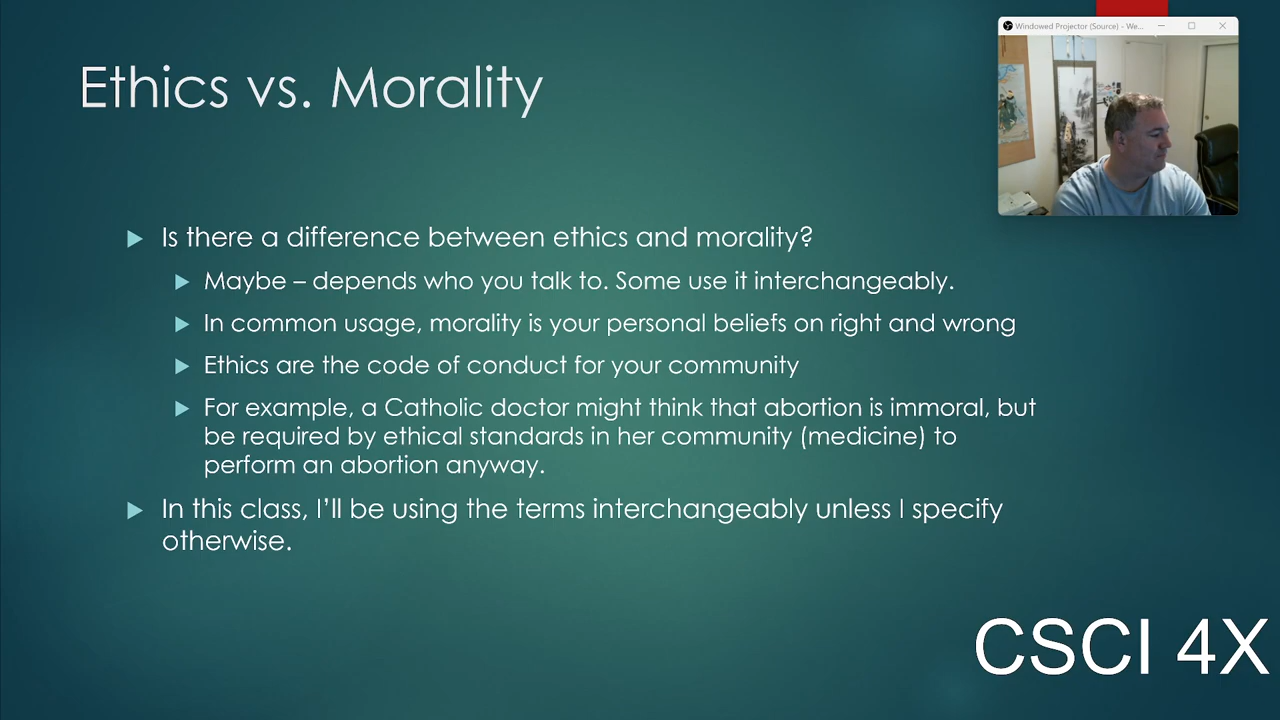 Windowed Projector (Source) - We...
Ethics vs. Morality
Is there a difference between ethics and morality?
Maybe – depends who you talk to. Some use it interchangeably.
In common usage, morality is your personal beliefs on right and wrong
Ethics are the code of conduct for your community
For example, a Catholic doctor might think that abortion is immoral, but
be required by ethical standards in her community (medicine) to
perform an abortion anyway.
In this class, I’ll be using the terms interchangeably unless I specify
otherwise.
CSCI 4X